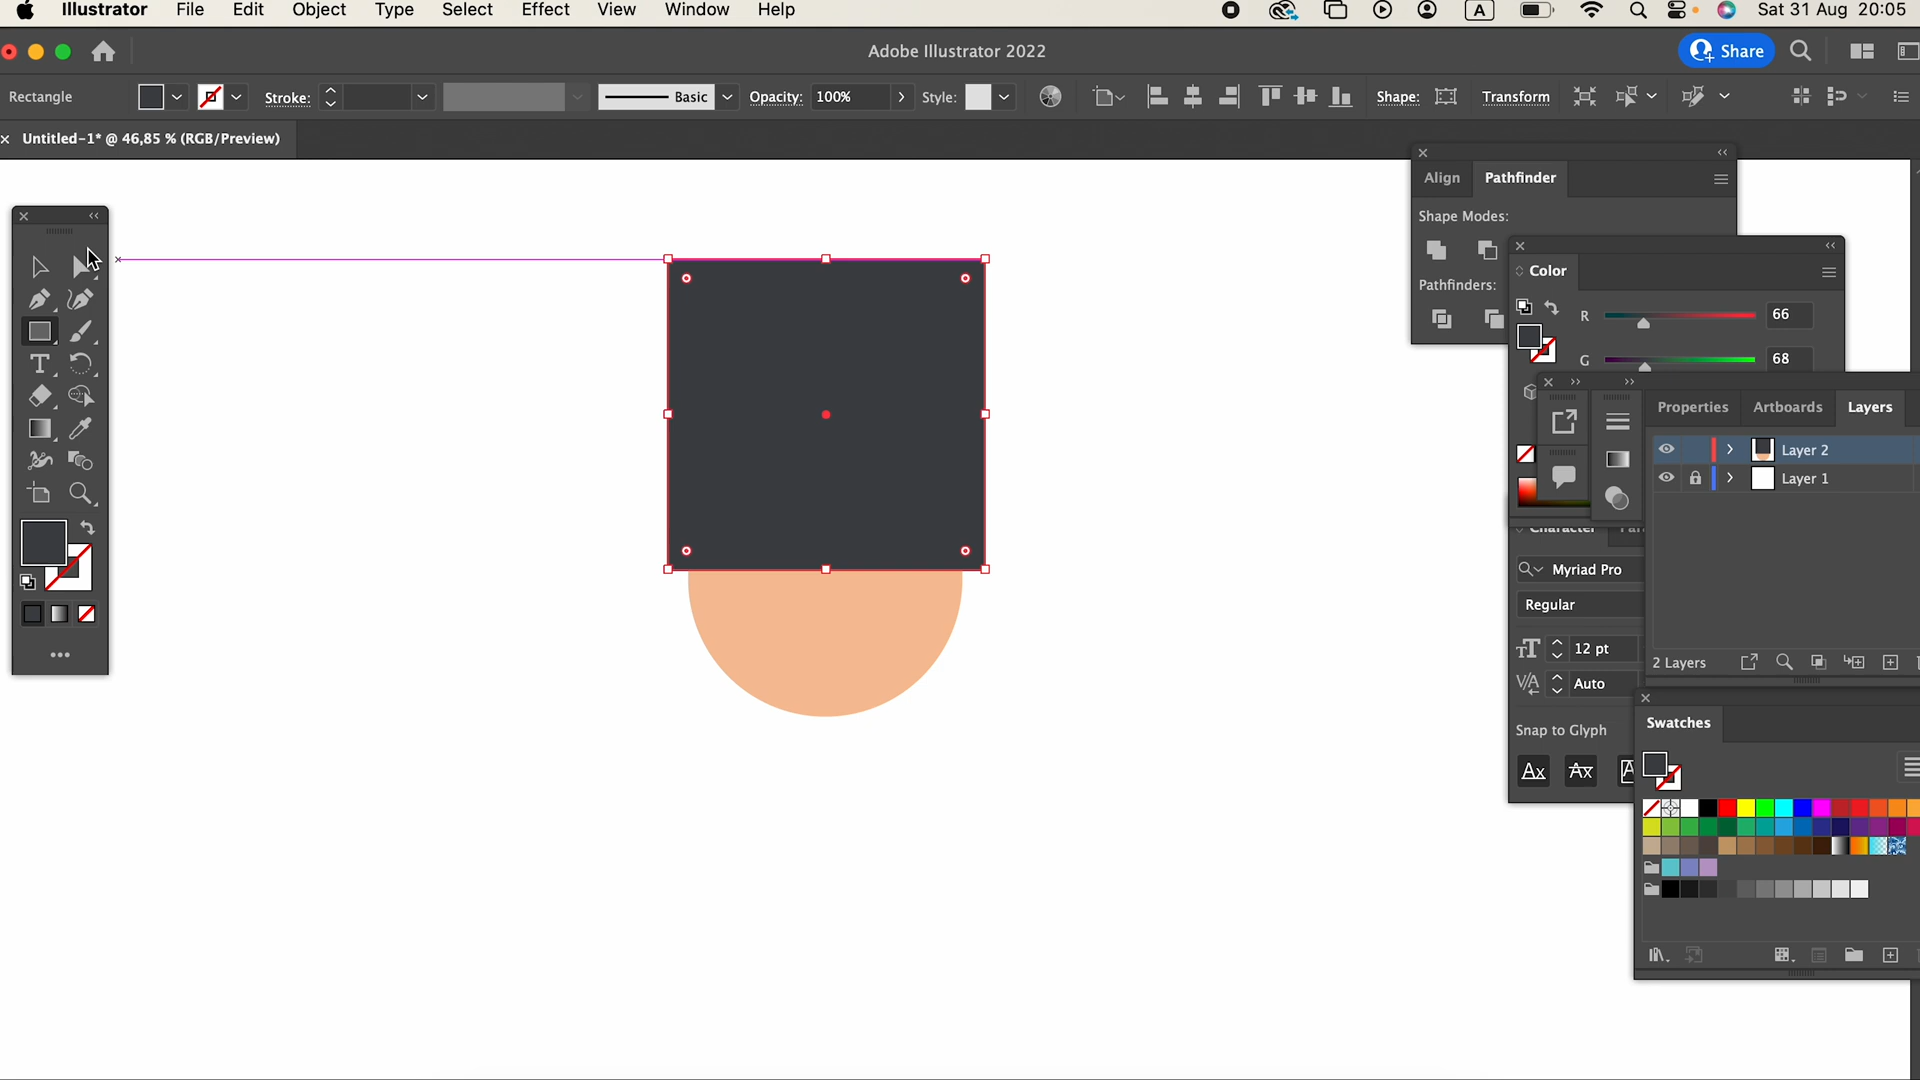 Illustrator File Edit Object Type Select Effect View Window Help A Sat 31 Aug 20:05
Adobe Illustrator 2022 Share
Rectangle Stroke: Basic Opacity: 100% Style: Shape: Transform
Untitled-1* @ 46,85 % (RGB/Preview)
Align Pathfinder
Shape Modes:
Pathfinders:
Color
R 66
G 68
Properties Artboards Layers
Layer 2
Layer 1
2 Layers
Character
Myriad Pro
Regular
12 pt
Auto
Snap to Glyph
Swatches